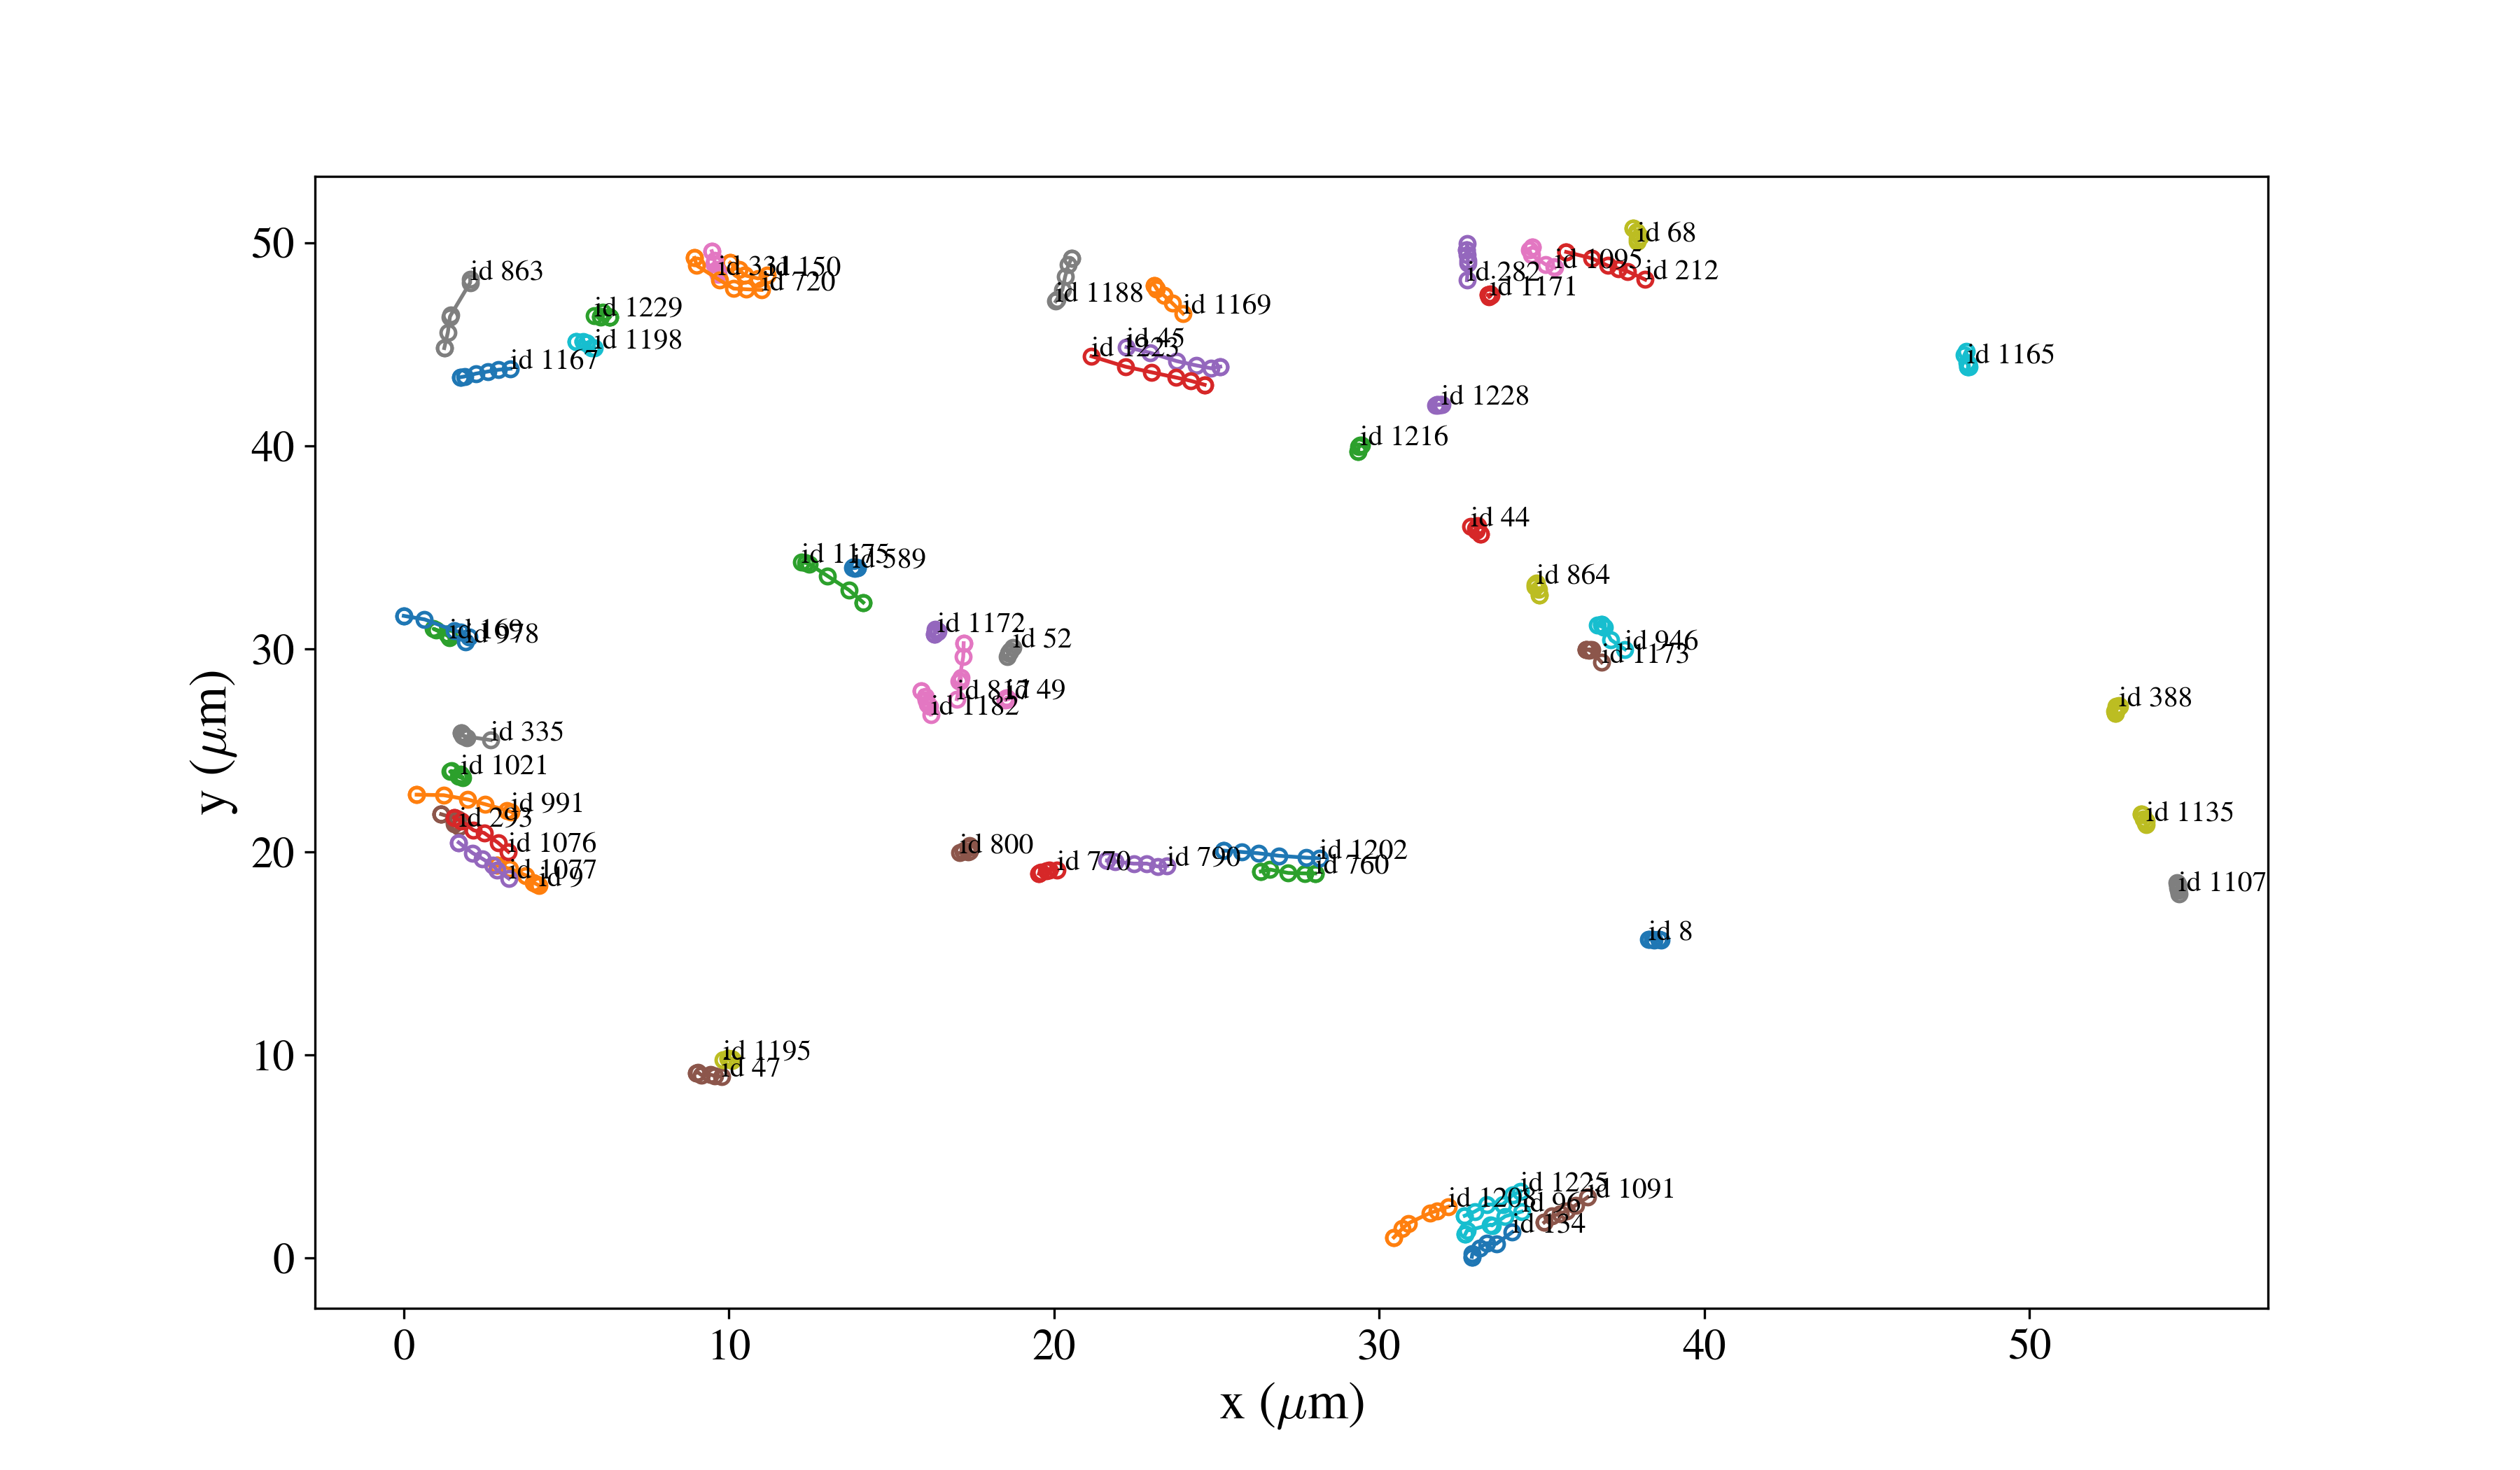 id 68
50
id 863
id 331
id 150
id 720
id 282
id 1095
id 212
id 1188
id 1171
id 1229
id 1169
id 1198
id 45
id 1223
id 1167
id 1165
id 1228
40
id 1216
id 44
id 1175
id 589
id 864
id 169
id 978
id 1172
id 52
id 946
id 1173
30
id 817
id 49
id 1182
id 388
id 335
id 1021
id 991
id 293
id 1135
id 1076
id 800
id 770
id 790
id 1202
id 760
20
id 1077
id 9
id 1107
id 8
id 1195
id 47
10
id 1225
id 1091
id 1208
id 96
id 134
0
0 10 20 30 40 50
x (μm)
y (μm)